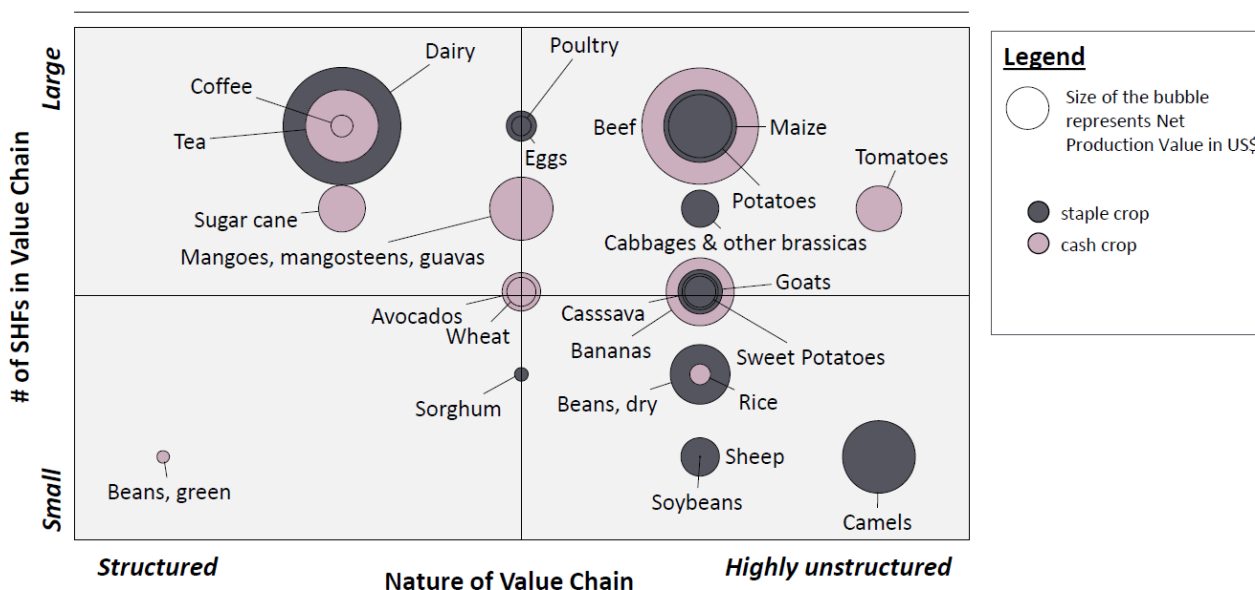 Large
Small
# of SHFs in Value Chain
Dairy
Coffee
Tea
Sugar cane
Poultry
Eggs
Mangoes, mangosteens, guavas
Beef
Maize
Potatoes
Tomatoes
Cabbages & other brassicas
Avocados
Wheat
Goats
Casssava
Bananas
Sweet Potatoes
Sorghum
Beans, dry
Rice
Beans, green
Sheep
Soybeans
Camels
Structured
Nature of Value Chain
Highly unstructured
Legend
Size of the bubble
represents Net
Production Value in US$
staple crop
cash crop